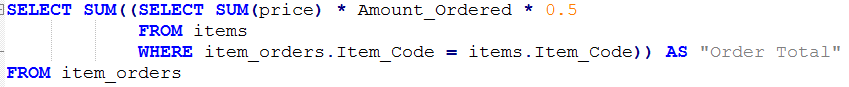 SELECT SUM((SELECT SUM(price) * Amount_Ordered * 0.5
FROM items
WHERE item_orders.Item_Code = items.Item_Code)) AS "Order Total"
FROM item_orders